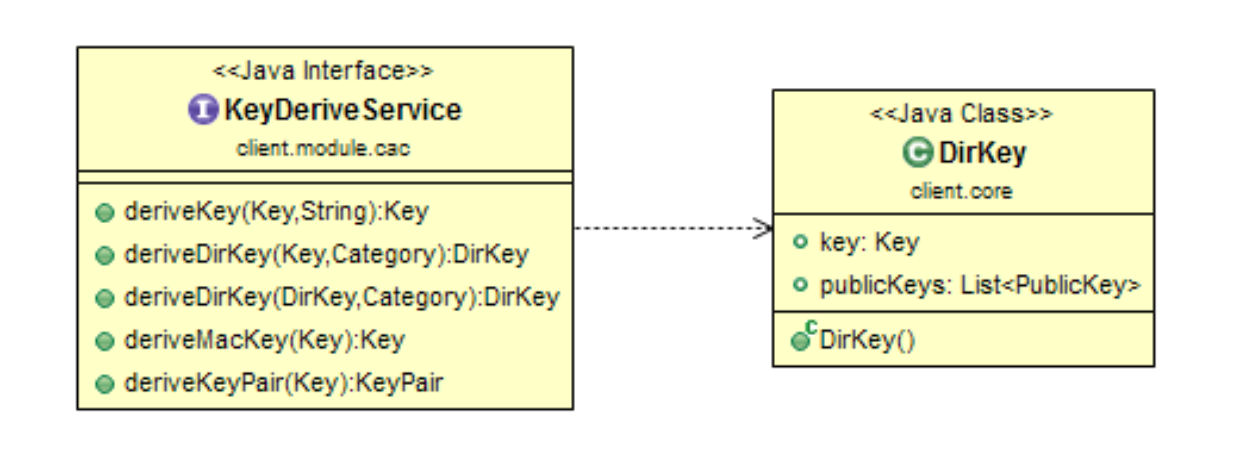 <<Java Interface>>
I KeyDeriveService
client.module.cac
deriveKey(Key,String):Key
deriveDirKey(Key,Category):DirKey
deriveDirKey(DirKey,Category):DirKey
deriveMacKey(Key):Key
deriveKeyPair(Key):KeyPair
<<Java Class>>
C DirKey
client.core
key: Key
publicKeys: List<PublicKey>
C DirKey()